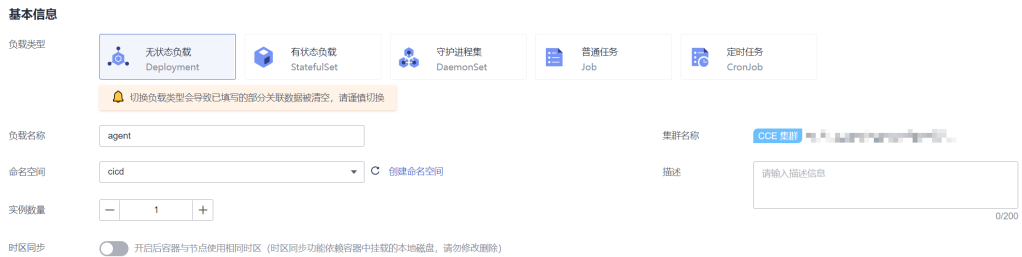 基本信息
负载类型
无状态负载
Deployment
有状态负载
StatefulSet
守护进程集
DaemonSet
普通任务
Job
定时任务
CronJob
切换负载类型会导致已填写的部分关联数据被清空，请谨慎切换
负载名称
agent
集群名称
CCE 集群
命名空间
cicd
创建命名空间
描述
请输入描述信息
0/200
实例数量
1
时区同步
开启后容器与节点使用相同时区（时区同步功能依赖容器中挂载的本地磁盘，请勿修改删除）